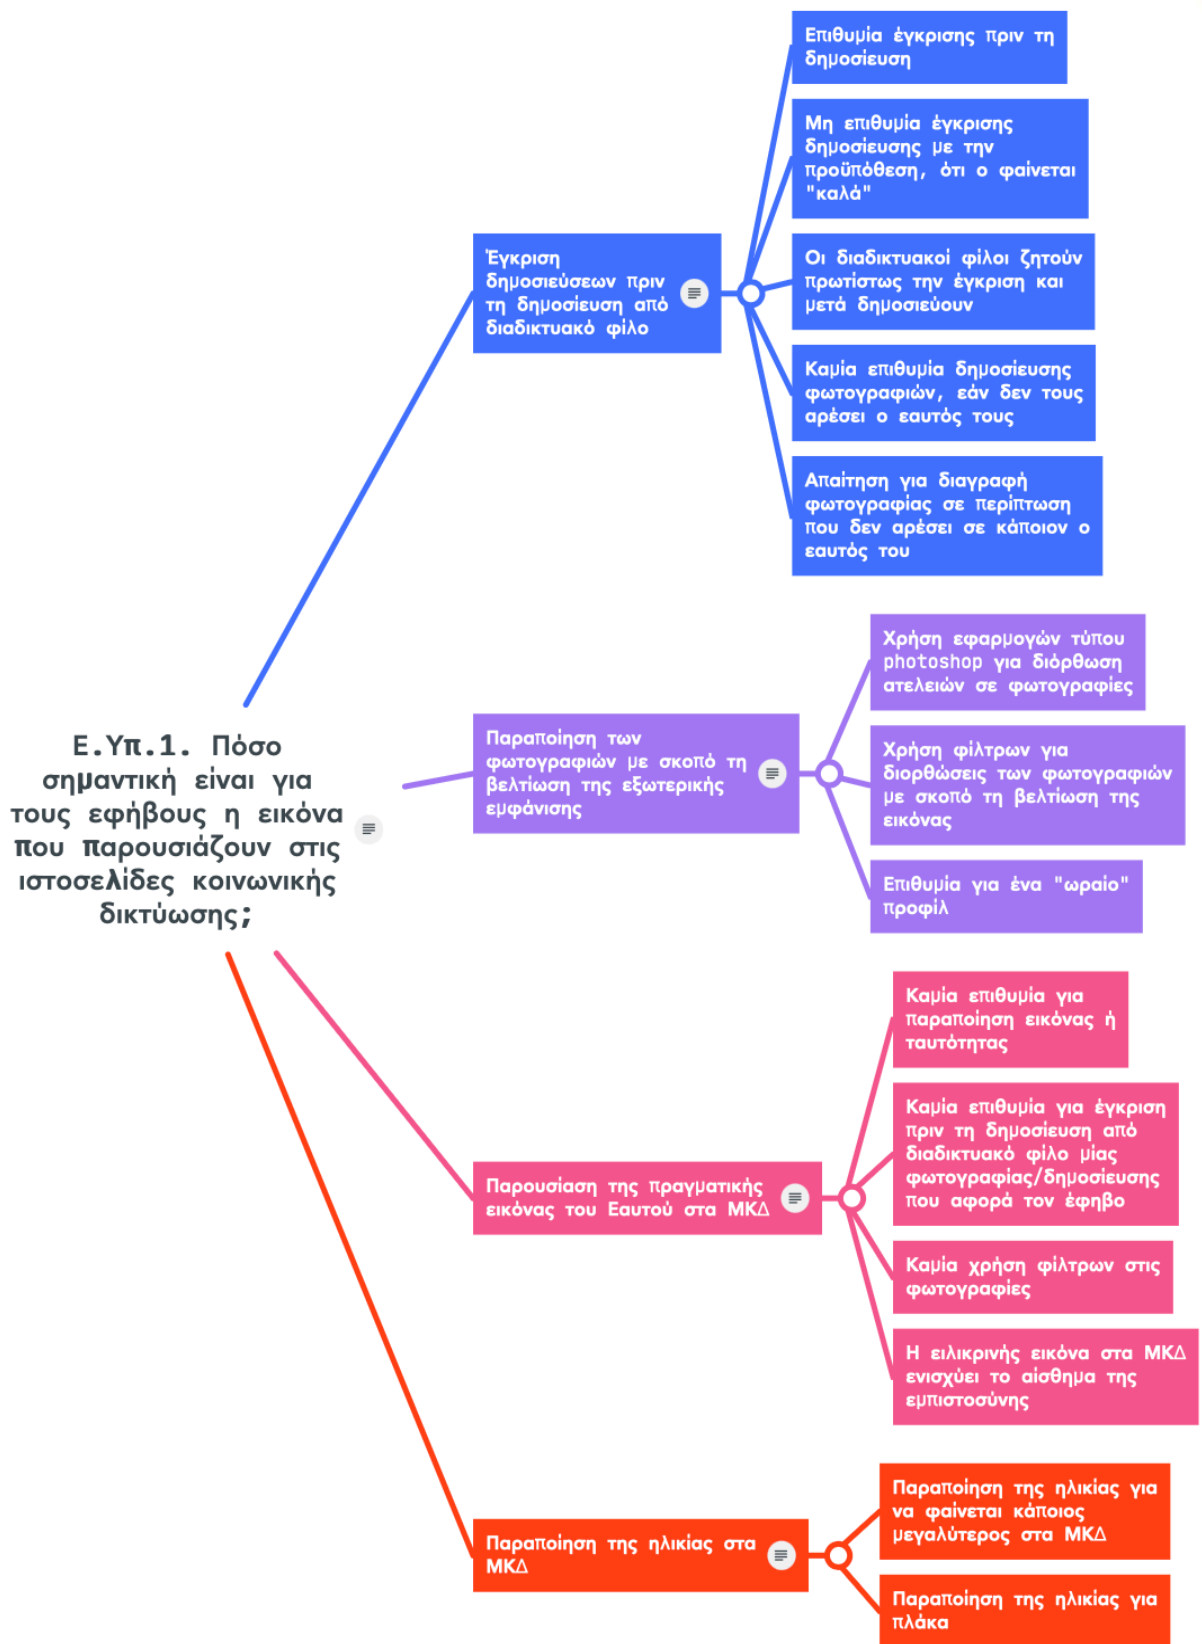 Ε.Υπ.1. Πόσο
σημαντική είναι για
τους εφήβους η εικόνα
που παρουσιάζουν στις
ιστοσελίδες κοινωνικής
δικτύωσης;
Έγκριση
δημοσιεύσεων πριν
τη δημοσίευση από
διαδικτυακό φίλο
Επιθυμία έγκρισης πριν τη
δημοσίευση
Μη επιθυμία έγκρισης
δημοσίευσης με την
προϋπόθεση, ότι ο φαίνεται
"καλά"
Οι διαδικτυακοί φίλοι ζητούν
πρωτίστως την έγκριση και
μετά δημοσιεύουν
Καμία επιθυμία δημοσίευσης
φωτογραφιών, εάν δεν τους
αρέσει ο εαυτός τους
Απαίτηση για διαγραφή
φωτογραφίας σε περίπτωση
που δεν αρέσει σε κάποιον ο
εαυτός του
Παραποίηση των
φωτογραφιών με σκοπό τη
βελτίωση της εξωτερικής
εμφάνισης
Χρήση εφαρμογών τύπου
photoshop για διόρθωση
ατελειών σε φωτογραφίες
Χρήση φίλτρων για
διορθώσεις των φωτογραφιών
με σκοπό τη βελτίωση της
εικόνας
Επιθυμία για ένα "ωραίο"
προφίλ
Παρουσίαση της πραγματικής
εικόνας του Εαυτού στα ΜΚΔ
Καμία επιθυμία για
παραποίηση εικόνας ή
ταυτότητας
Καμία επιθυμία για έγκριση
πριν τη δημοσίευση από
διαδικτυακό φίλο μίας
φωτογραφίας/δημοσίευσης
που αφορά τον έφηβο
Καμία χρήση φίλτρων στις
φωτογραφίες
Η ειλικρινής εικόνα στα ΜΚΔ
ενισχύει το αίσθημα της
εμπιστοσύνης
Παραποίηση της ηλικίας στα
ΜΚΔ
Παραποίηση της ηλικίας για
να φαίνεται κάποιος
μεγαλύτερος στα ΜΚΔ
Παραποίηση της ηλικίας για
πλάκα